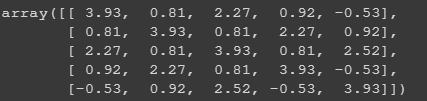 array([[ 3.93,  0.81,  2.27,  0.92, -0.53],
       [ 0.81,  3.93,  0.81,  2.27,  0.92],
       [ 2.27,  0.81,  3.93,  0.81,  2.52],
       [ 0.92,  2.27,  0.81,  3.93, -0.53],
       [-0.53,  0.92,  2.52, -0.53,  3.93]])